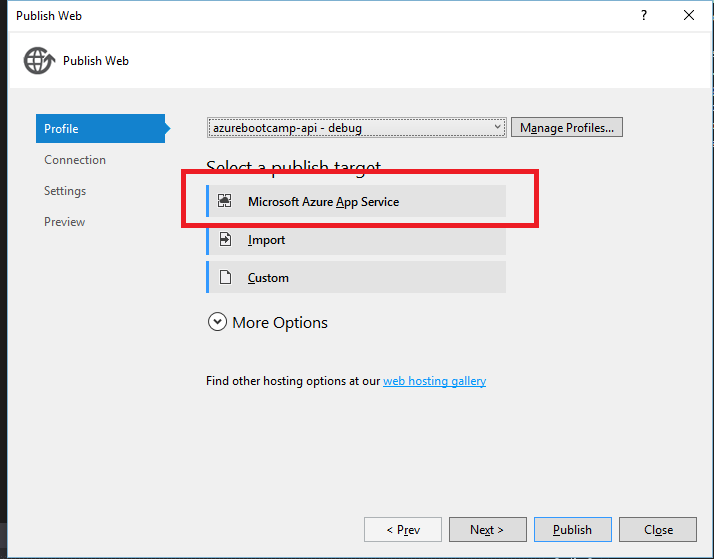 Publish Web
?
Publish Web
Profile
azurebootcamp-api - debug
Manage Profiles...
Connection
Select a publish target
Settings
Microsoft Azure App Service
Preview
Import
Custom
More Options
Find other hosting options at our web hosting gallery
< Prev
Next >
Publish
Close